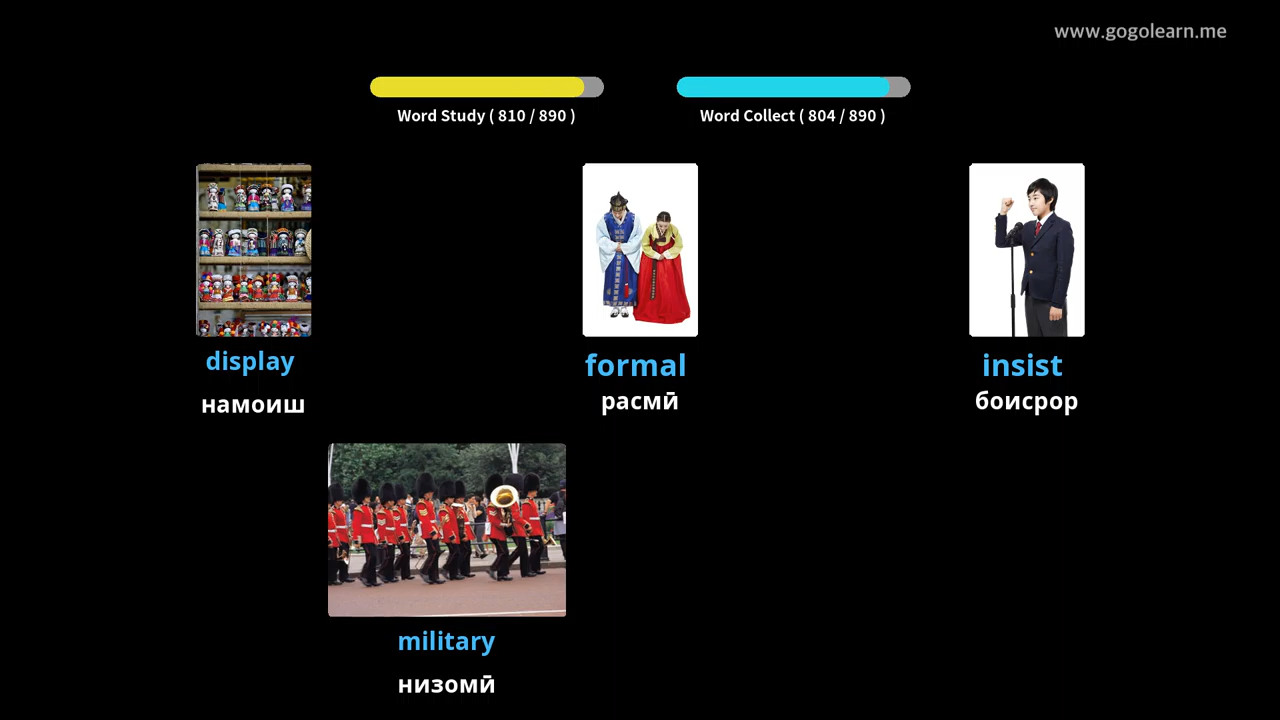 www.gogolearn.me
Word Study ( 810 / 890 )
Word Collect ( 804 / 890 )
display
formal
insist
намоиш
расмӣ
боисрор
military
низомӣ